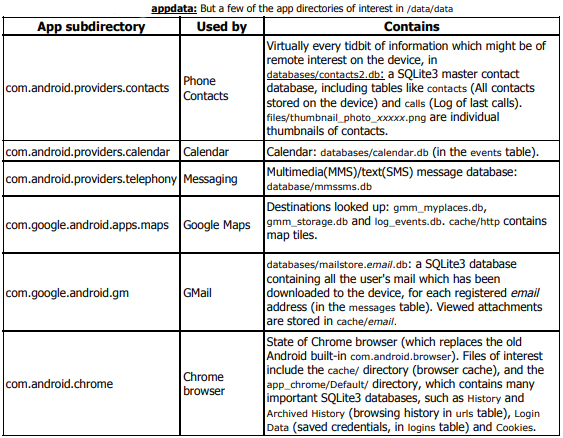 appdata: But a few of the app directories of interest in /data/data
App subdirectory Used by Contains
com.android.providers.contacts
Phone
Contacts
Virtually every tidbit of information which might be of
remote interest on the device, in
databases/contacts2.db: a SQLite3 master contact
database, including tables like contacts (All contacts
stored on the device) and calls (Log of last calls).
files/thumbnail_photo_xxxxx.png are individual
thumbnails of contacts.
com.android.providers.calendar Calendar Calendar: databases/calendar.db (in the events table).
com.android.providers.telephony Messaging
Multimedia(MMS)/text(SMS) message database:
database/mmssms.db
com.google.android.apps.maps Google Maps
Destinations looked up: gmm_myplaces.db,
gmm_storage.db and log_events.db. cache/http contains
map tiles.
com.google.android.gm GMail
databases/mailstore.email.db: a SQLite3 database
containing all the user's mail which has been
downloaded to the device, for each registered email
address (in the messages table). Viewed attachments
are stored in cache/email.
com.android.chrome
Chrome
browser
State of Chrome browser (which replaces the old
Android built-in com.android.browser). Files of interest
include the cache/ directory (browser cache), and the
app_chrome/Default/ directory, which contains many
important SQLite3 databases, such as History and
Archived History (browsing history in urls table), Login
Data (saved credentials, in logins table) and Cookies.